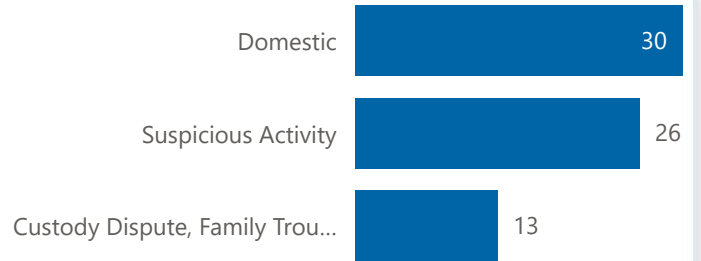 Domestic 30
Suspicious Activity 26
Custody Dispute, Family Trou... 13